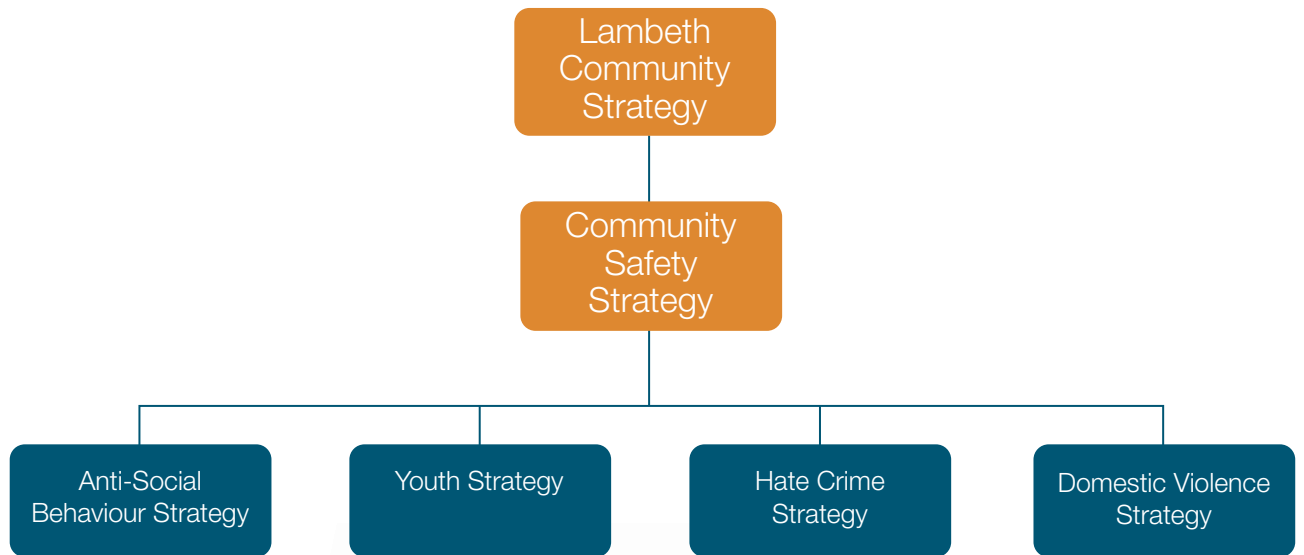 Lambeth
Community
Strategy
Community
Safety
Strategy
Anti-Social
Behaviour Strategy
Youth Strategy
Hate Crime
Strategy
Domestic Violence
Strategy